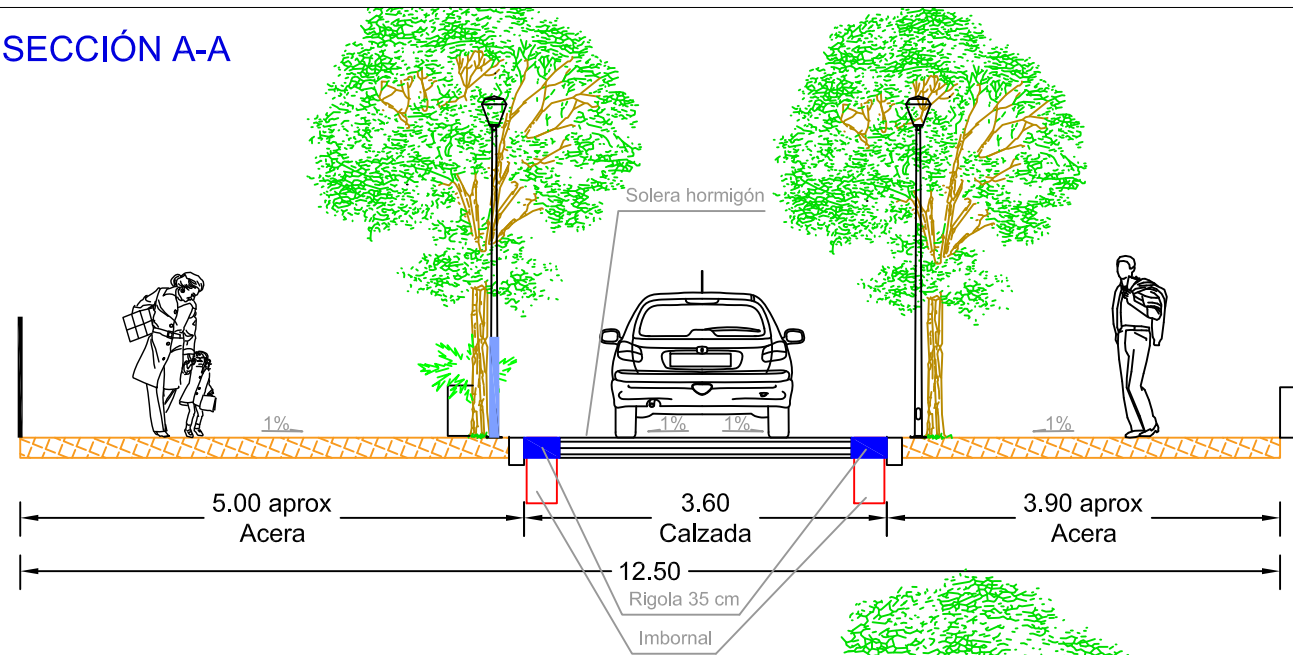 SECCIÓN A-A
Solera hormigón
1%
1%
1%
1%
5.00 aprox
Acera
3.60
Calzada
3.90 aprox
Acera
12.50
Rigola 35 cm
Imbornal